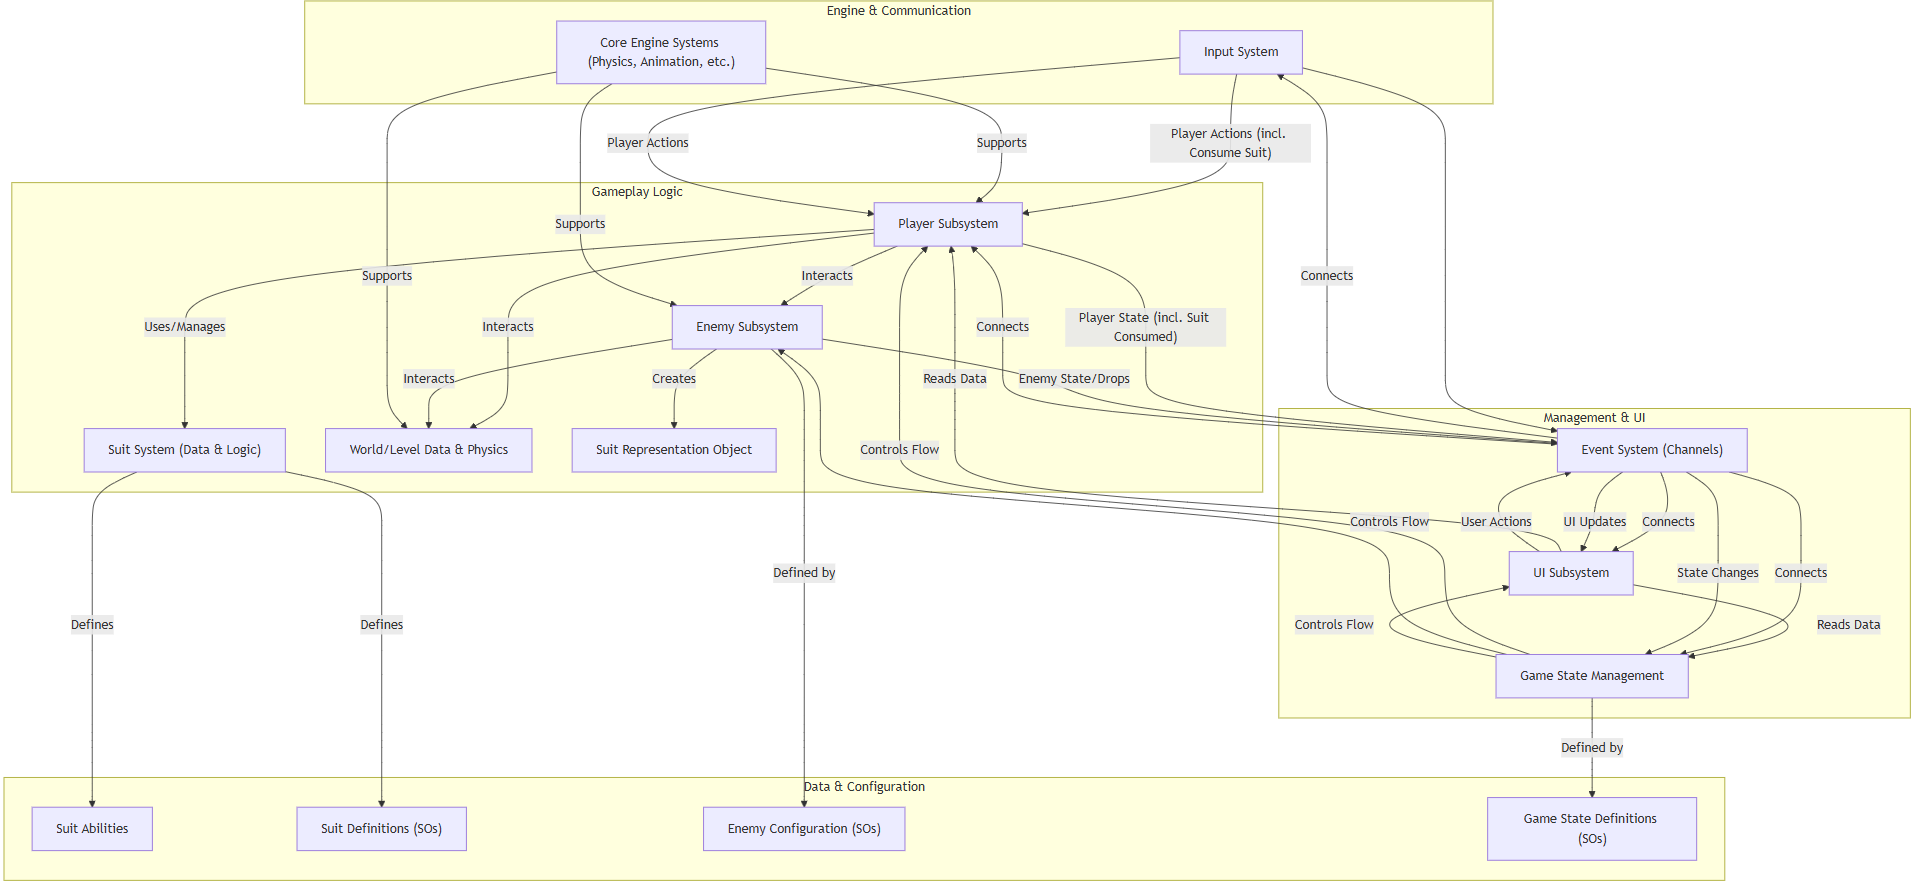 Engine & Communication
Core Engine Systems
(Physics, Animation, etc.)
Input System
Player Actions
Supports
Player Actions (incl.
Consume Suit)
Gameplay Logic
Supports
Player Subsystem
Supports
Interacts
Connects
Uses/Manages
Interacts
Enemy Subsystem
Connects
Player State (incl. Suit
Consumed)
Interacts
Creates
Reads Data
Enemy State/Drops
Management & UI
Suit System (Data & Logic)
World/Level Data & Physics
Suit Representation Object
Controls Flow
Event System (Channels)
Controls Flow
User Actions
UI Updates
Connects
Defined by
UI Subsystem
State Changes
Connects
Defines
Defines
Controls Flow
Reads Data
Game State Management
Defined by
Data & Configuration
Suit Abilities
Suit Definitions (SOs)
Enemy Configuration (SOs)
Game State Definitions
(SOs)